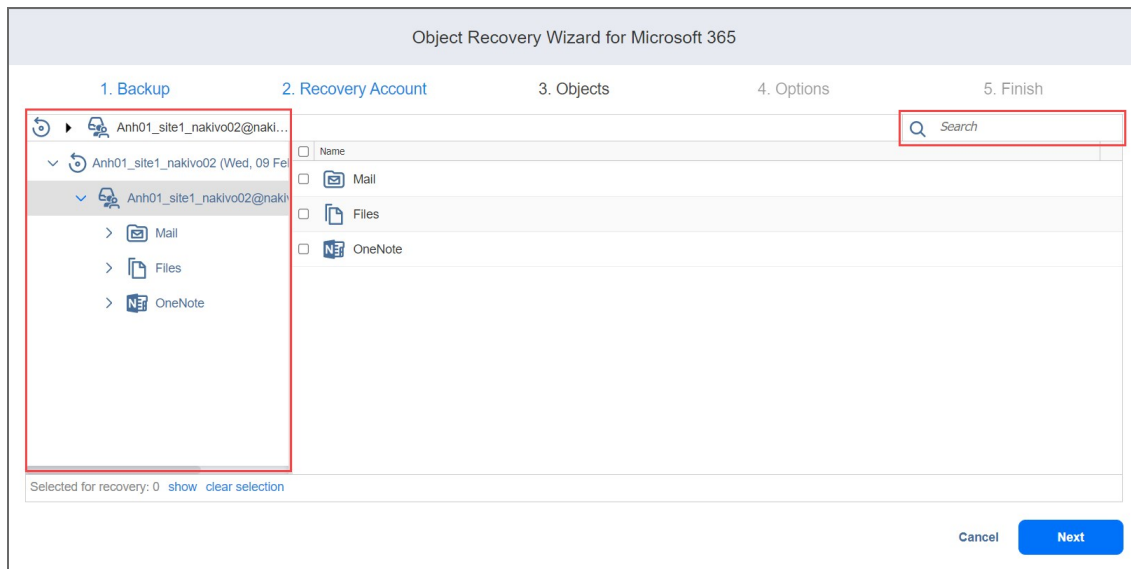 Object Recovery Wizard for Microsoft 365
1. Backup 2. Recovery Account 3. Objects 4. Options 5. Finish
Anh01_site1_nakivo02@naki...
Search
Anh01_site1_nakivo02 (Wed, 09 Fe
Name
Anh01_site1_nakivo02@naki
Mail
Files
OneNote
Mail
Files
OneNote
Selected for recovery: 0 show clear selection
Cancel Next